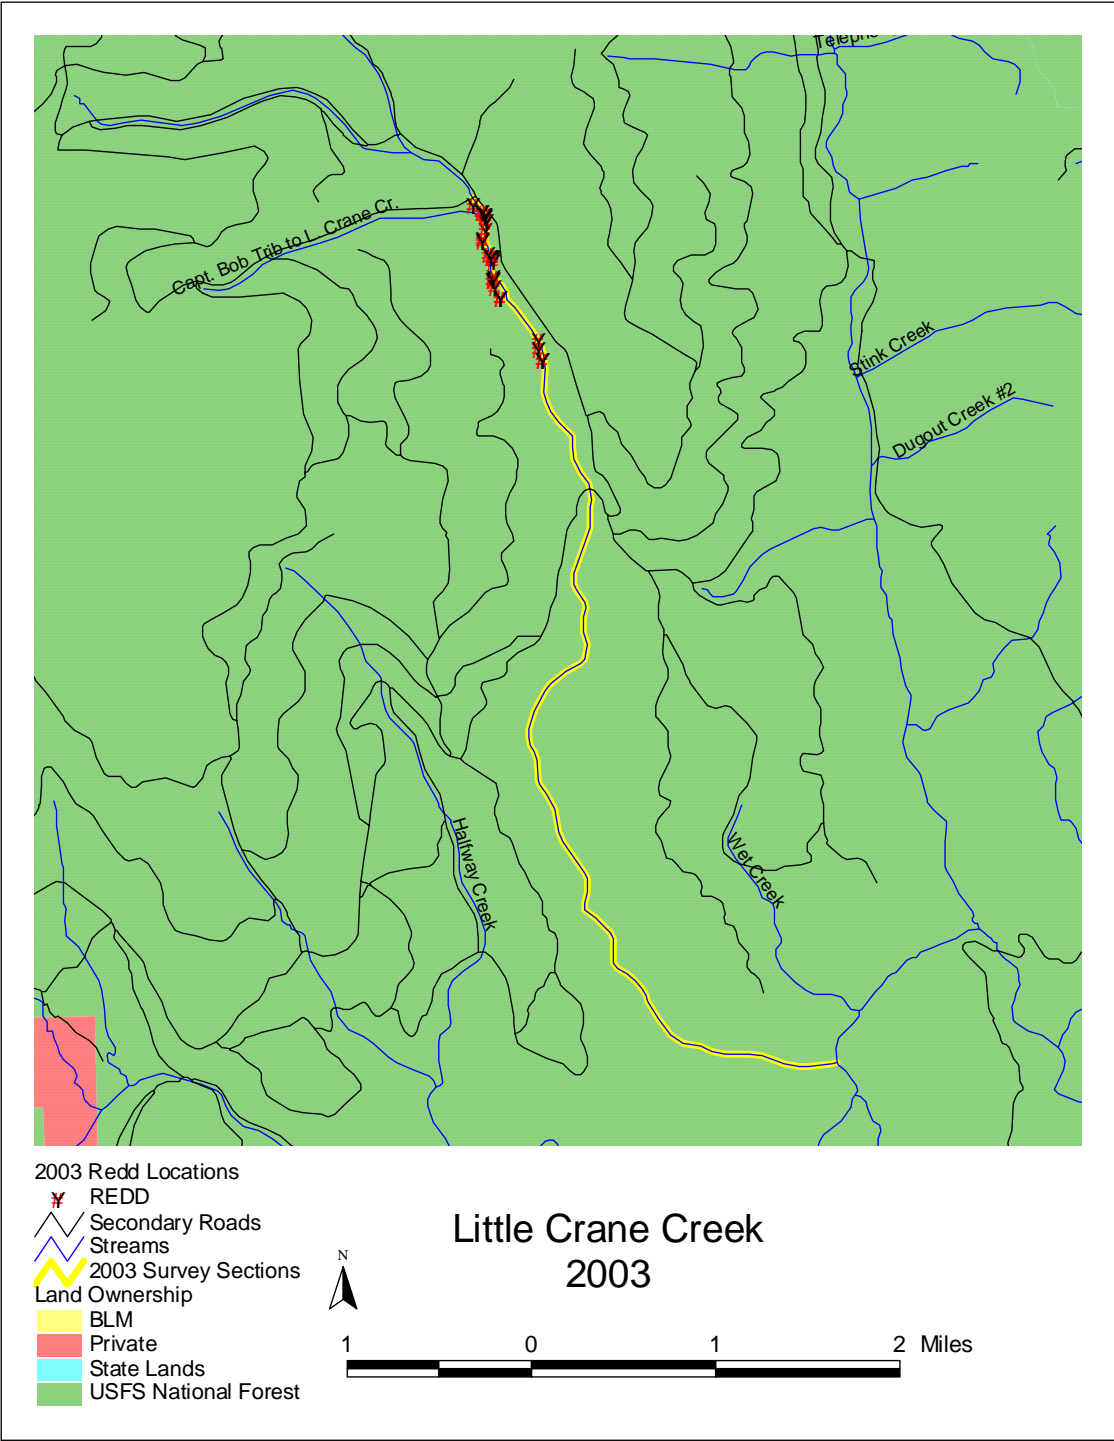 Capt. Bob Trib to L. Crane Cr.
Stink Creek
Dugout Creek #2
Halfway Creek
Wet Creek
2003 Redd Locations
REDD
Secondary Roads
Streams
2003 Survey Sections
Land Ownership
BLM
Private
State Lands
USFS National Forest
N
Little Crane Creek
2003
1 0 1 2 Miles